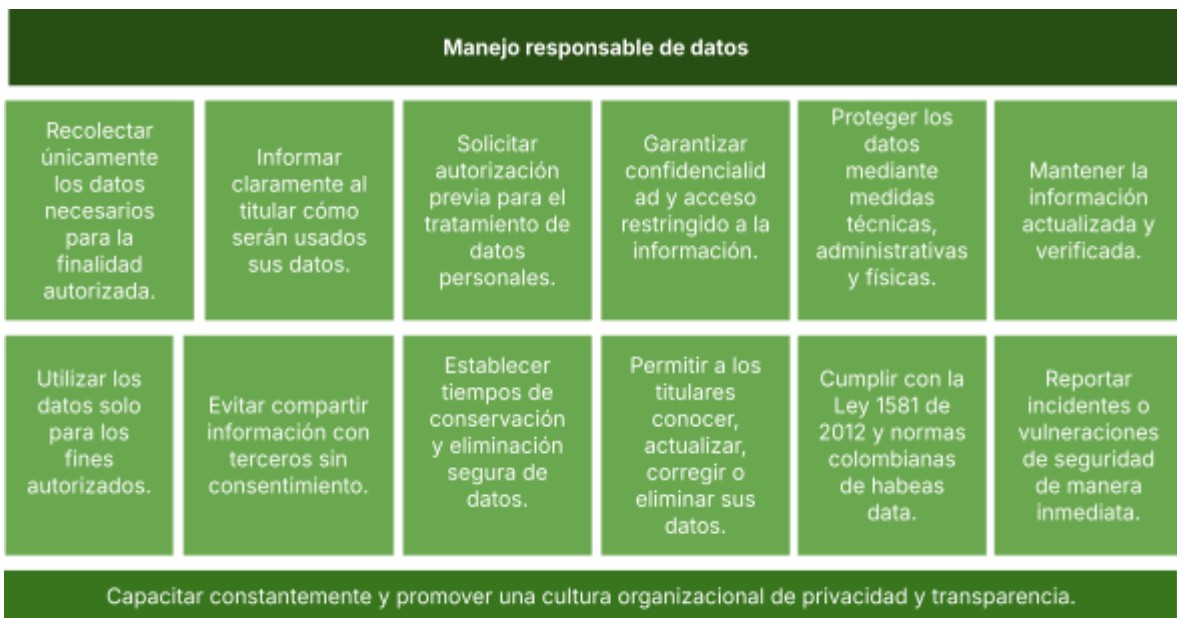 Manejo responsable de datos
Recolectar
únicamente
los datos
necesarios
para la
finalidad
autorizada.
Informar
claramente al
titular cómo
serán usados
sus datos.
Solicitar
autorización
previa para el
tratamiento de
datos
personales.
Garantizar
confidencialid
ad y acceso
restringido a la
información.
Proteger los
datos
mediante
medidas
técnicas,
administrativas
y físicas.
Mantener la
información
actualizada y
verificada.
Utilizar los
datos solo
para los
fines
autorizados.
Evitar compartir
información con
terceros sin
consentimiento.
Establecer
tiempos de
conservación
y eliminación
segura de
datos.
Permitir a los
titulares
conocer,
actualizar,
corregir o
eliminar sus
datos.
Cumplir con la
Ley 1581 de
2012 y normas
colombianas
de habeas
data.
Reportar
incidentes o
vulneraciones
de seguridad
de manera
inmediata.
Capacitar constantemente y promover una cultura organizacional de privacidad y transparencia.